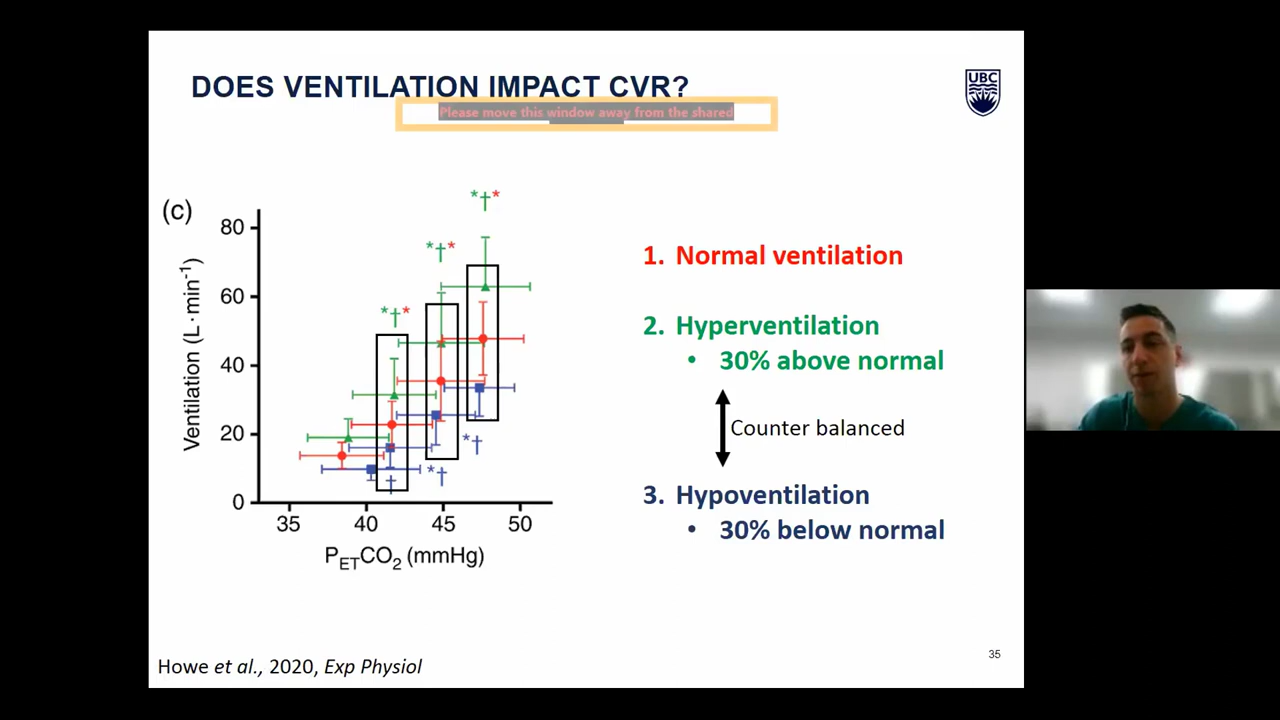 DOES VENTILATION IMPACT CVR?
UBC
Please move this window away from the shared
(c)
*†*
*†*
*†*
80
60
40
20
0
Ventilation (L·min⁻¹)
†
*†
*†
35 40 45 50
P_ETCO₂ (mmHg)
1. Normal ventilation
2. Hyperventilation
• 30% above normal
Counter balanced
3. Hypoventilation
• 30% below normal
Howe et al., 2020, Exp Physiol
35